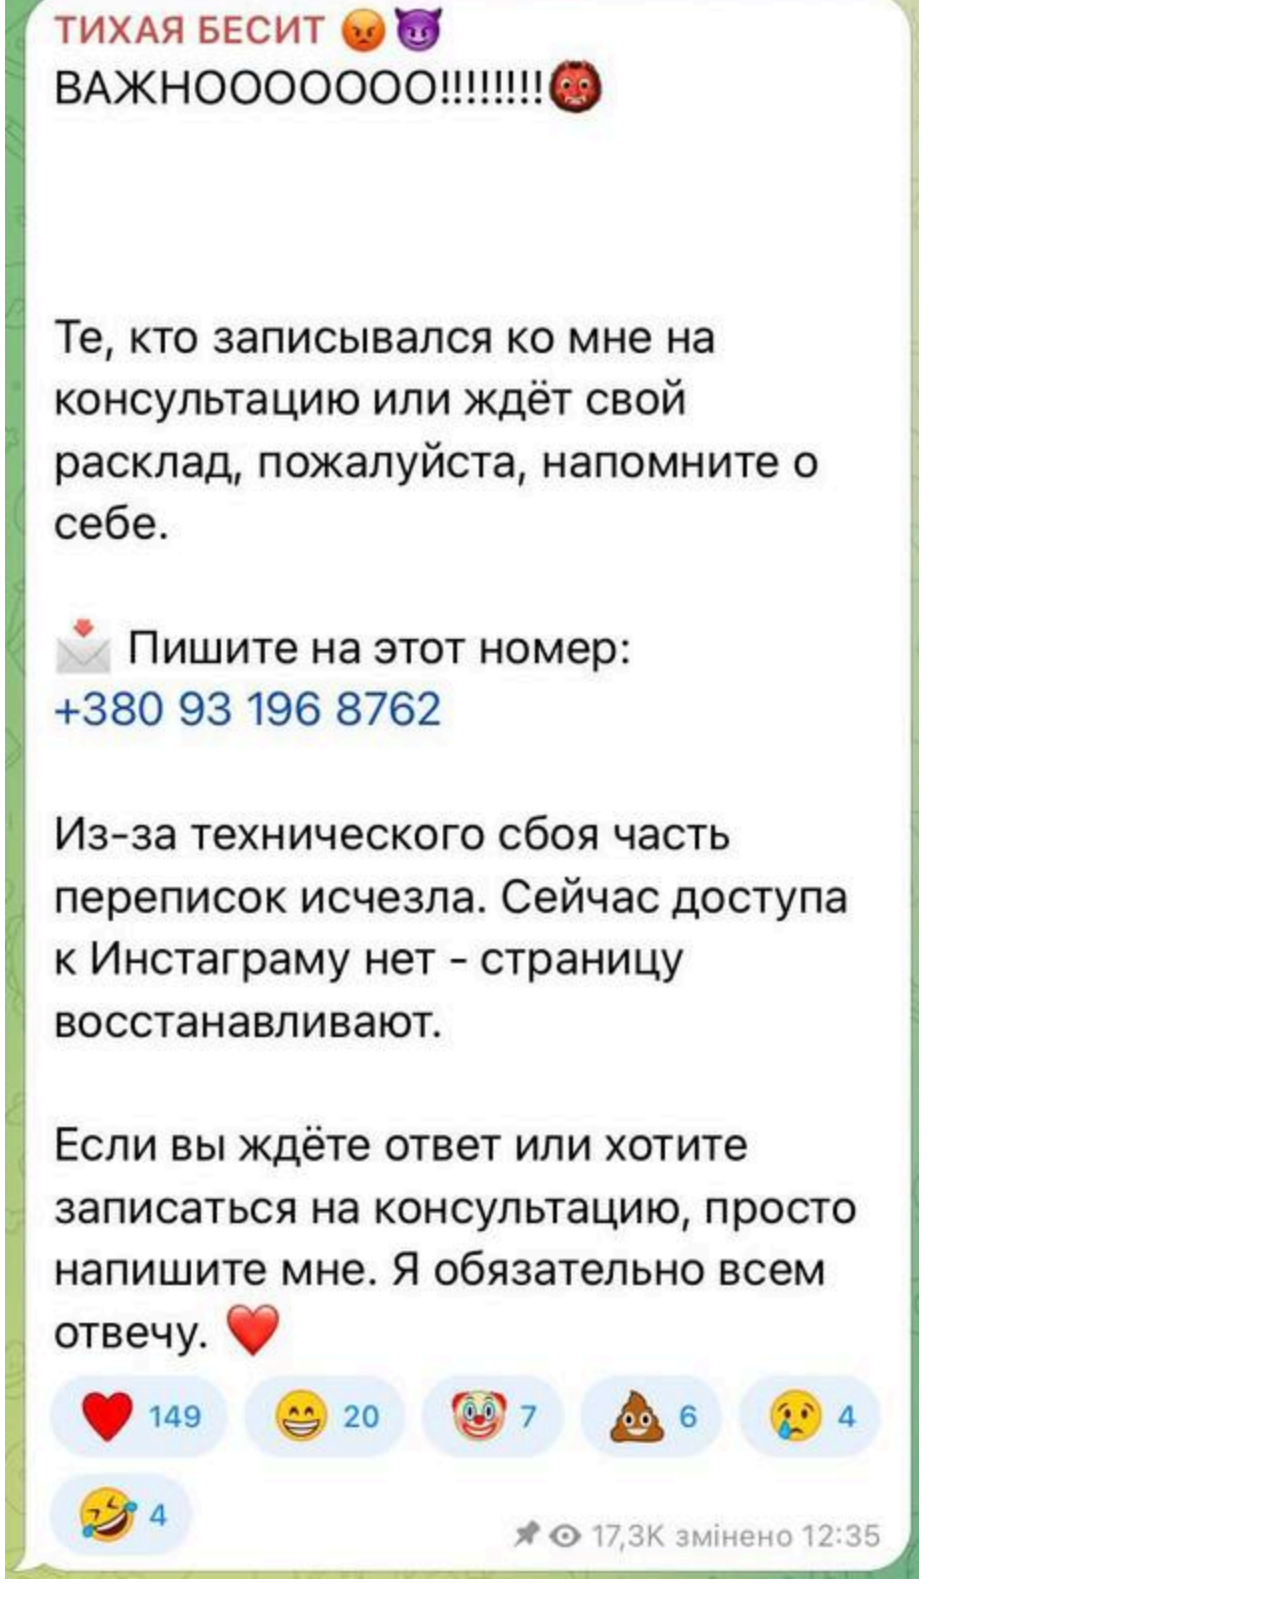 ТИХАЯ БЕСИТ 😡😈
ВАЖНОООООOО!!!!!!!!👹
Те, кто записывался ко мне на
консультацию или ждёт свой
расклад, пожалуйста, напомните о
себе.
📩 Пишите на этот номер:
+380 93 196 8762
Из-за технического сбоя часть
переписок исчезла. Сейчас доступа
к Инстаграму нет - страницу
восстанавливают.
Если вы ждёте ответ или хотите
записаться на консультацию, просто
напишите мне. Я обязательно всем
отвечу. ❤️
❤️ 149 😁 20 🤡 7 💩 6 😢 4
🤣 4
17,3K змінено 12:35